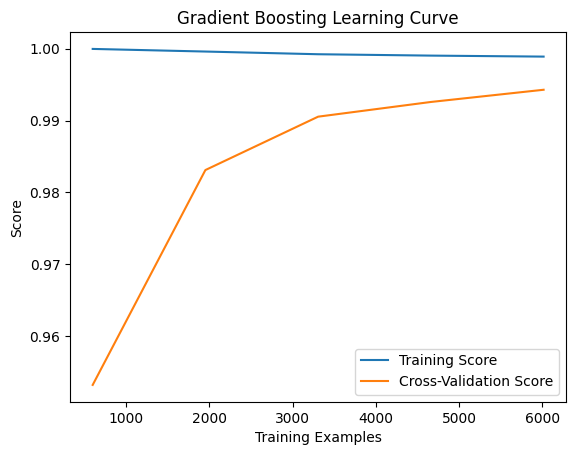 Gradient Boosting Learning Curve
1.00
0.99
0.98
0.97
0.96
Score
1000 2000 3000 4000 5000 6000
Training Examples
Training Score
Cross-Validation Score